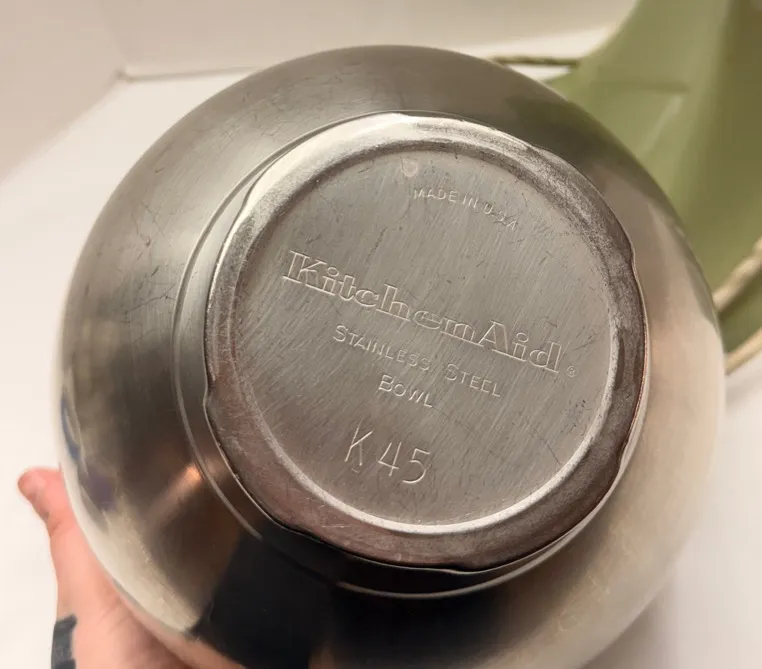 MADE IN U.S.A.
KitchenAid®
STAINLESS STEEL
BOWL
K45